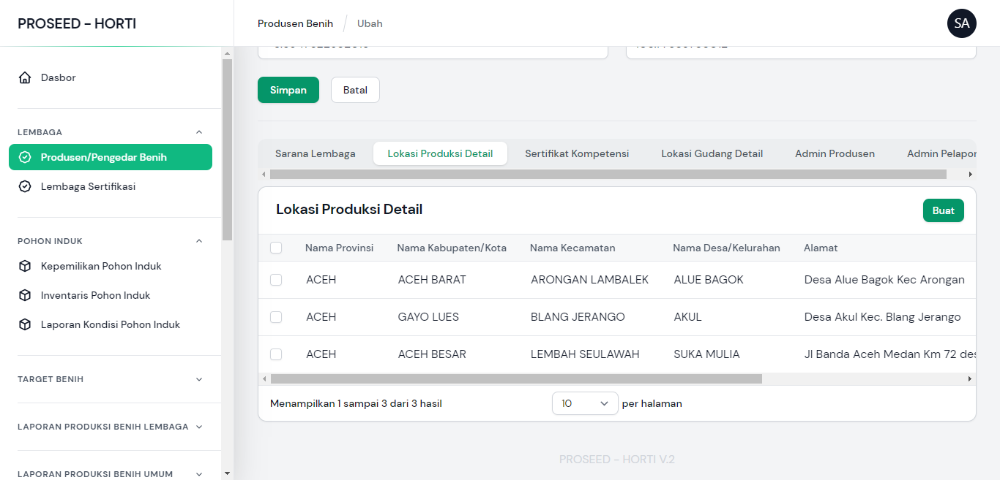 PROSEED - HORTI
Produsen Benih / Ubah
SA
Dasbor
LEMBAGA
Produsen/Pengedar Benih
Lembaga Sertifikasi
POHON INDUK
Kepemilikan Pohon Induk
Inventaris Pohon Induk
Laporan Kondisi Pohon Induk
TARGET BENIH
LAPORAN PRODUKSI BENIH LEMBAGA
LAPORAN PRODUKSI BENIH UMUM
Simpan Batal
Sarana Lembaga Lokasi Produksi Detail Sertifikat Kompetensi Lokasi Gudang Detail Admin Produsen Admin Pelapor
Lokasi Produksi Detail Buat
Nama Provinsi Nama Kabupaten/Kota Nama Kecamatan Nama Desa/Kelurahan Alamat
ACEH ACEH BARAT ARONGAN LAMBALEK ALUE BAGOK Desa Alue Bagok Kec Arongan
ACEH GAYO LUES BLANG JERANGO AKUL Desa Akul Kec. Blang Jerango
ACEH ACEH BESAR LEMBAH SEULAWAH SUKA MULIA Jl Banda Aceh Medan Km 72 des
Menampilkan 1 sampai 3 dari 3 hasil 10 per halaman
PROSEED - HORTI V.2